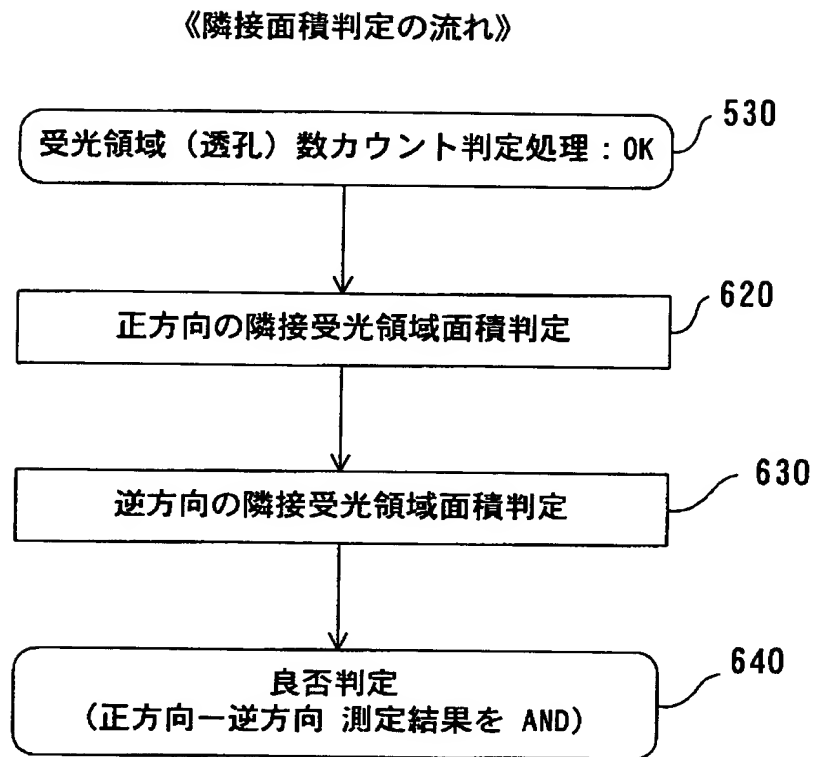 《隣接面積判定の流れ》
530
受光領域（透孔）数カウント判定処理：OK
620
正方向の隣接受光領域面積判定
630
逆方向の隣接受光領域面積判定
640
良否判定
（正方向ー逆方向 測定結果を AND）